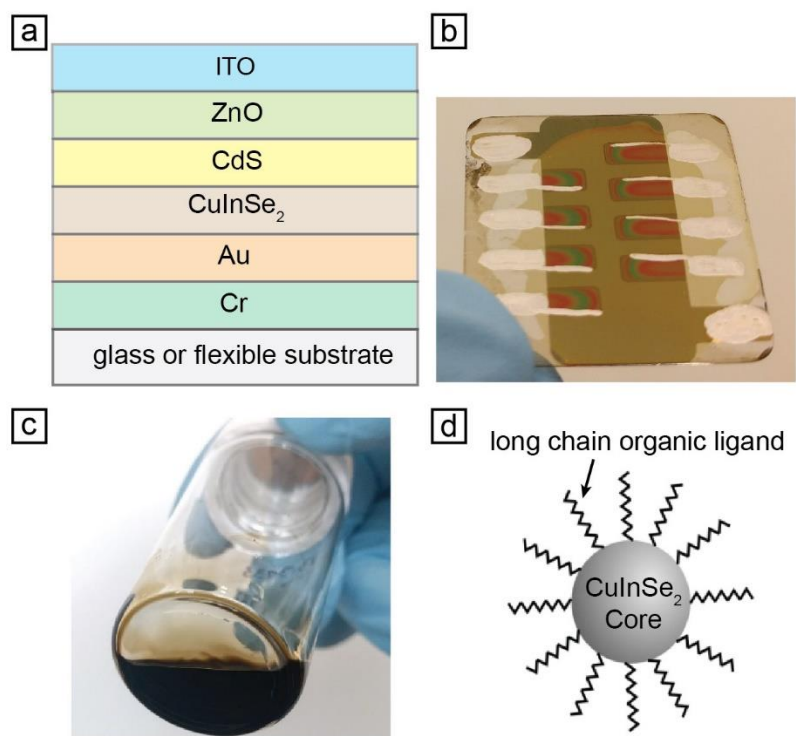 a
ITO
ZnO
CdS
CuInSe₂
Au
Cr
glass or flexible substrate
b
c
d
long chain organic ligand
CuInSe₂
Core